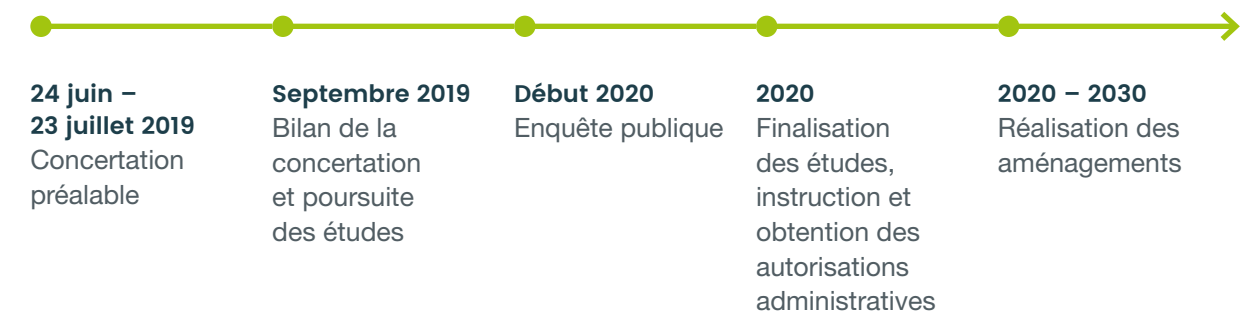 24 juin –
23 juillet 2019
Concertation
préalable
Septembre 2019
Bilan de la
concertation
et poursuite
des études
Début 2020
Enquête publique
2020
Finalisation
des études,
instruction et
obtention des
autorisations
administratives
2020 – 2030
Réalisation des
aménagements